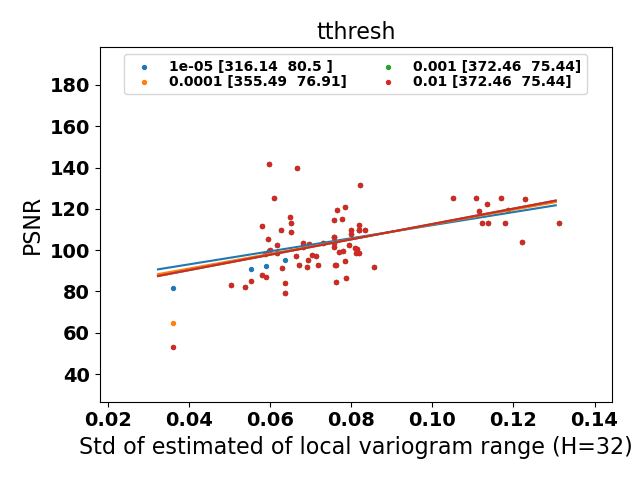 tthresh
1e-05 [316.14  80.5 ]
0.0001 [355.49  76.91]
0.001 [372.46  75.44]
0.01 [372.46  75.44]
PSNR
180
160
140
120
100
80
60
40
0.02 0.04 0.06 0.08 0.10 0.12 0.14
Std of estimated of local variogram range (H=32)